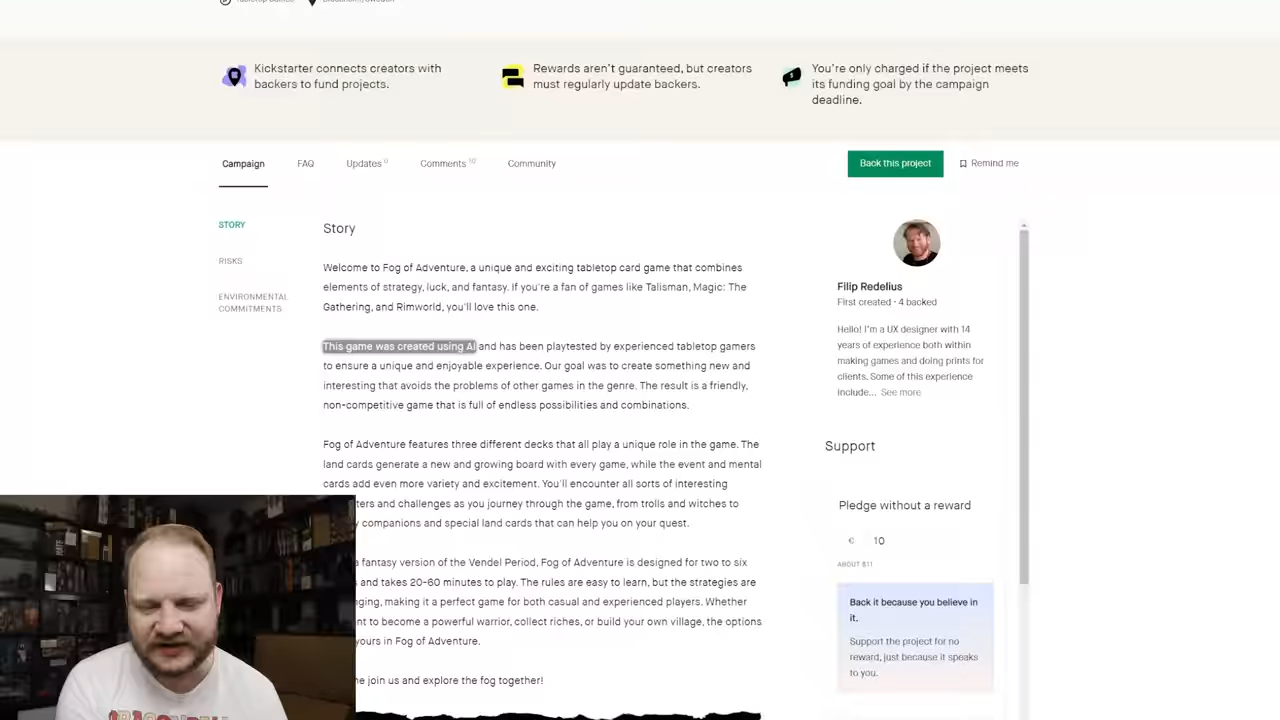 Tabletop Games Stockholm, Sweden
Kickstarter connects creators with
backers to fund projects.
Rewards aren't guaranteed, but creators
must regularly update backers.
You're only charged if the project meets
its funding goal by the campaign
deadline.
Campaign
FAQ
Updates 0
Comments 10
Community
Back this project
Remind me
STORY
RISKS
ENVIRONMENTAL
COMMITMENTS
Story
Welcome to Fog of Adventure, a unique and exciting tabletop card game that combines
elements of strategy, luck, and fantasy. If you're a fan of games like Talisman, Magic: The
Gathering, and Rimworld, you'll love this one.
This game was created using AI and has been playtested by experienced tabletop gamers
to ensure a unique and enjoyable experience. Our goal was to create something new and
interesting that avoids the problems of other games in the genre. The result is a friendly,
non-competitive game that is full of endless possibilities and combinations.
Fog of Adventure features three different decks that all play a unique role in the game. The
land cards generate a new and growing board with every game, while the event and mental
cards add even more variety and excitement. You'll encounter all sorts of interesting
ters and challenges as you journey through the game, from trolls and witches to
y companions and special land cards that can help you on your quest.
a fantasy version of the Vendel Period, Fog of Adventure is designed for two to six
and takes 20-60 minutes to play. The rules are easy to learn, but the strategies are
nging, making it a perfect game for both casual and experienced players. Whether
nt to become a powerful warrior, collect riches, or build your own village, the options
yours in Fog of Adventure.
e join us and explore the fog together!
Filip Redelius
First created · 4 backed
Hello! I'm a UX designer with 14
years of experience both within
making games and doing prints for
clients. Some of this experience
include... See more
Support
Pledge without a reward
€ 10
ABOUT $11
Back it because you believe in
it.
Support the project for no
reward, just because it speaks
to you.